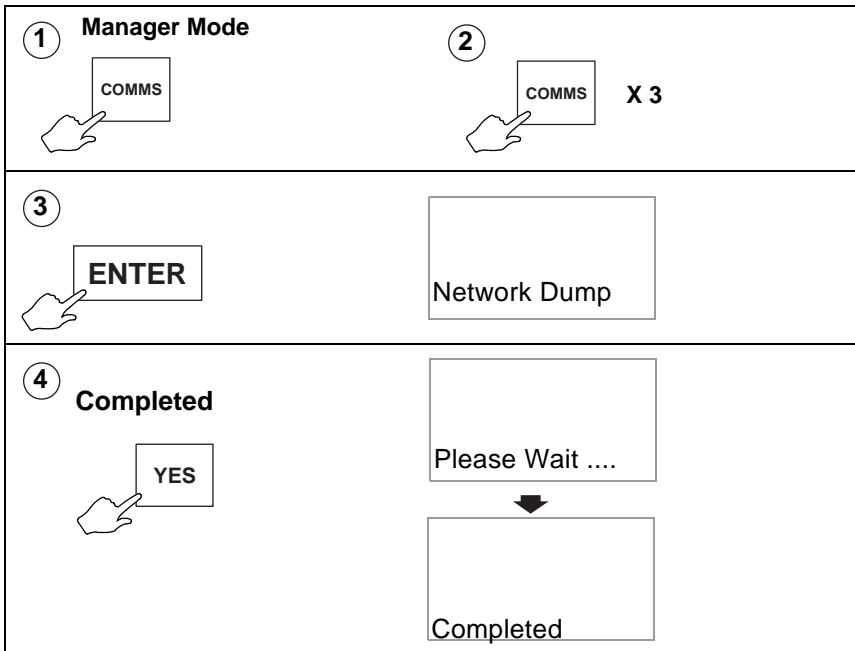 1 Manager Mode
COMMS
2
COMMS X 3
3
ENTER
Network Dump
4
Completed
YES
Please Wait ....
Completed